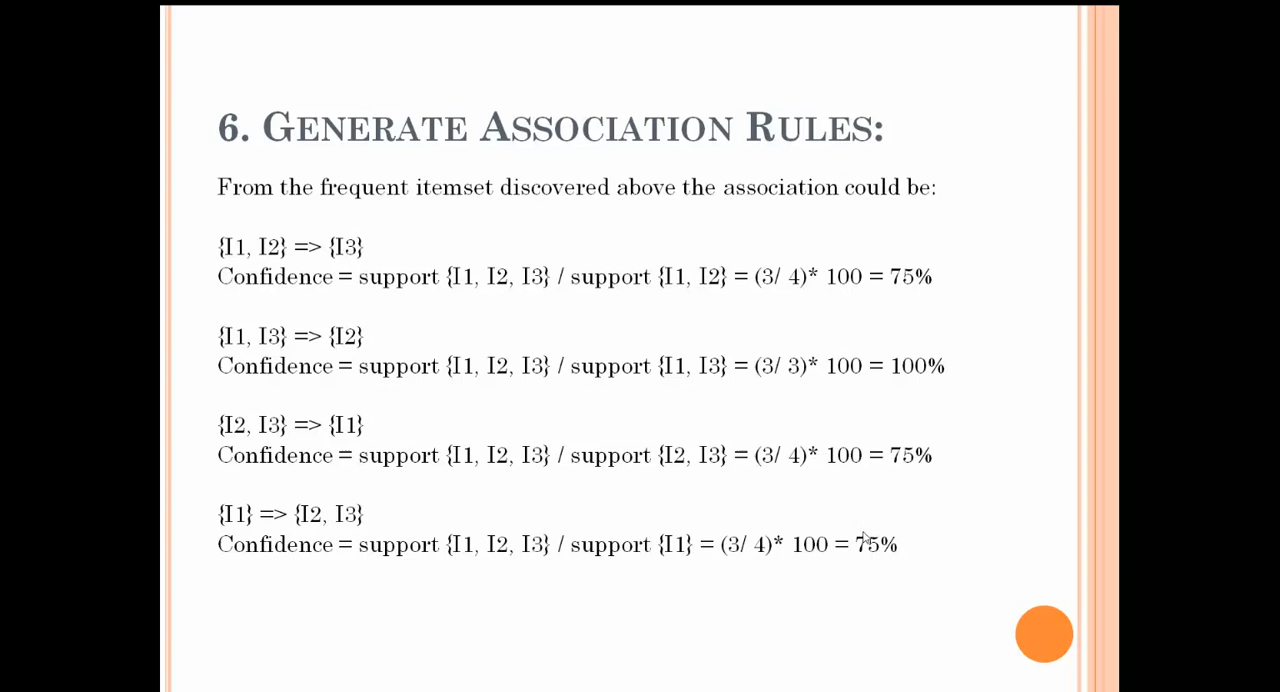 6. Generate Association Rules:
From the frequent itemset discovered above the association could be:
{I1, I2} => {I3}
Confidence = support {I1, I2, I3} / support {I1, I2} = (3/ 4)* 100 = 75%
{I1, I3} => {I2}
Confidence = support {I1, I2, I3} / support {I1, I3} = (3/ 3)* 100 = 100%
{I2, I3} => {I1}
Confidence = support {I1, I2, I3} / support {I2, I3} = (3/ 4)* 100 = 75%
{I1} => {I2, I3}
Confidence = support {I1, I2, I3} / support {I1} = (3/ 4)* 100 = 75%